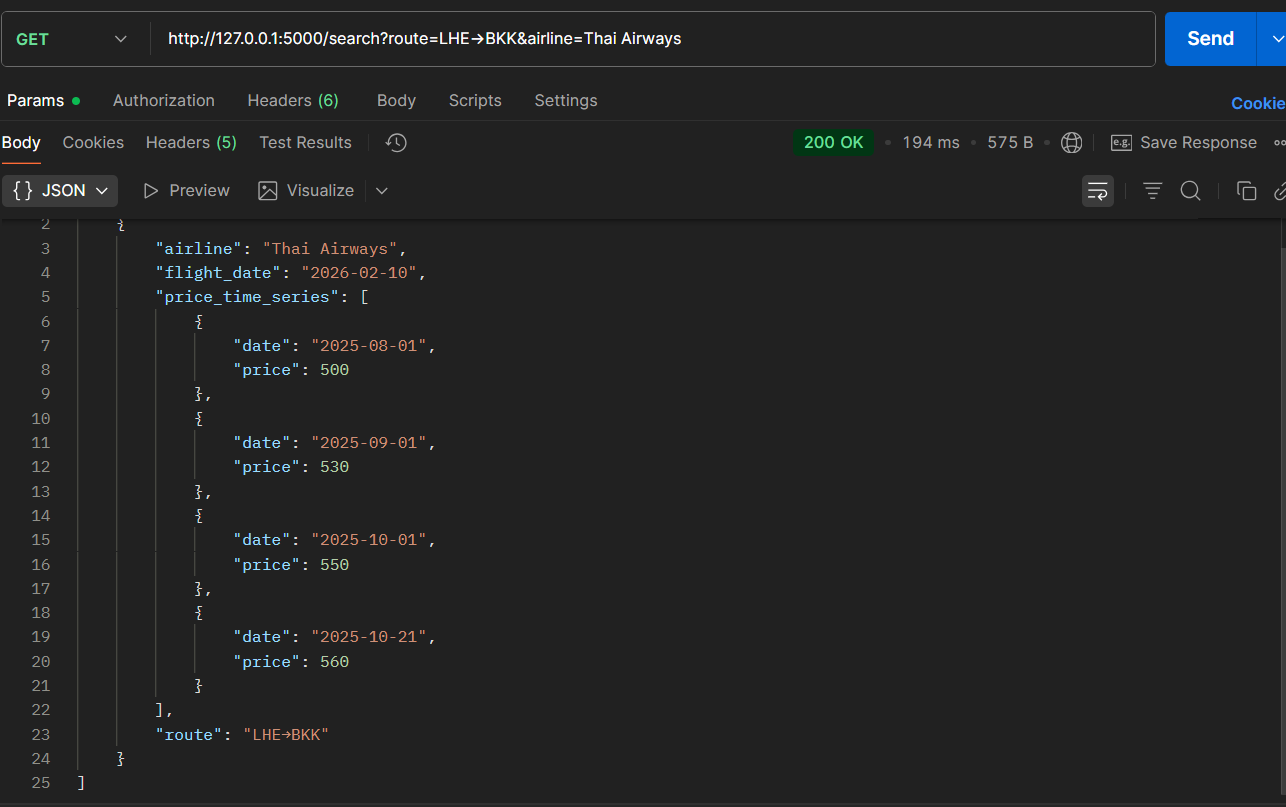 GET http://127.0.0.1:5000/search?route=LHE→BKK&airline=Thai Airways Send
Params Authorization Headers (6) Body Scripts Settings Cookie
Body Cookies Headers (5) Test Results 200 OK 194 ms 575 B e.g. Save Response
{} JSON Preview Visualize
2 {
3 "airline": "Thai Airways",
4 "flight_date": "2026-02-10",
5 "price_time_series": [
6 {
7 "date": "2025-08-01",
8 "price": 500
9 },
10 {
11 "date": "2025-09-01",
12 "price": 530
13 },
14 {
15 "date": "2025-10-01",
16 "price": 550
17 },
18 {
19 "date": "2025-10-21",
20 "price": 560
21 }
22 ],
23 "route": "LHE→BKK"
24 }
25 ]